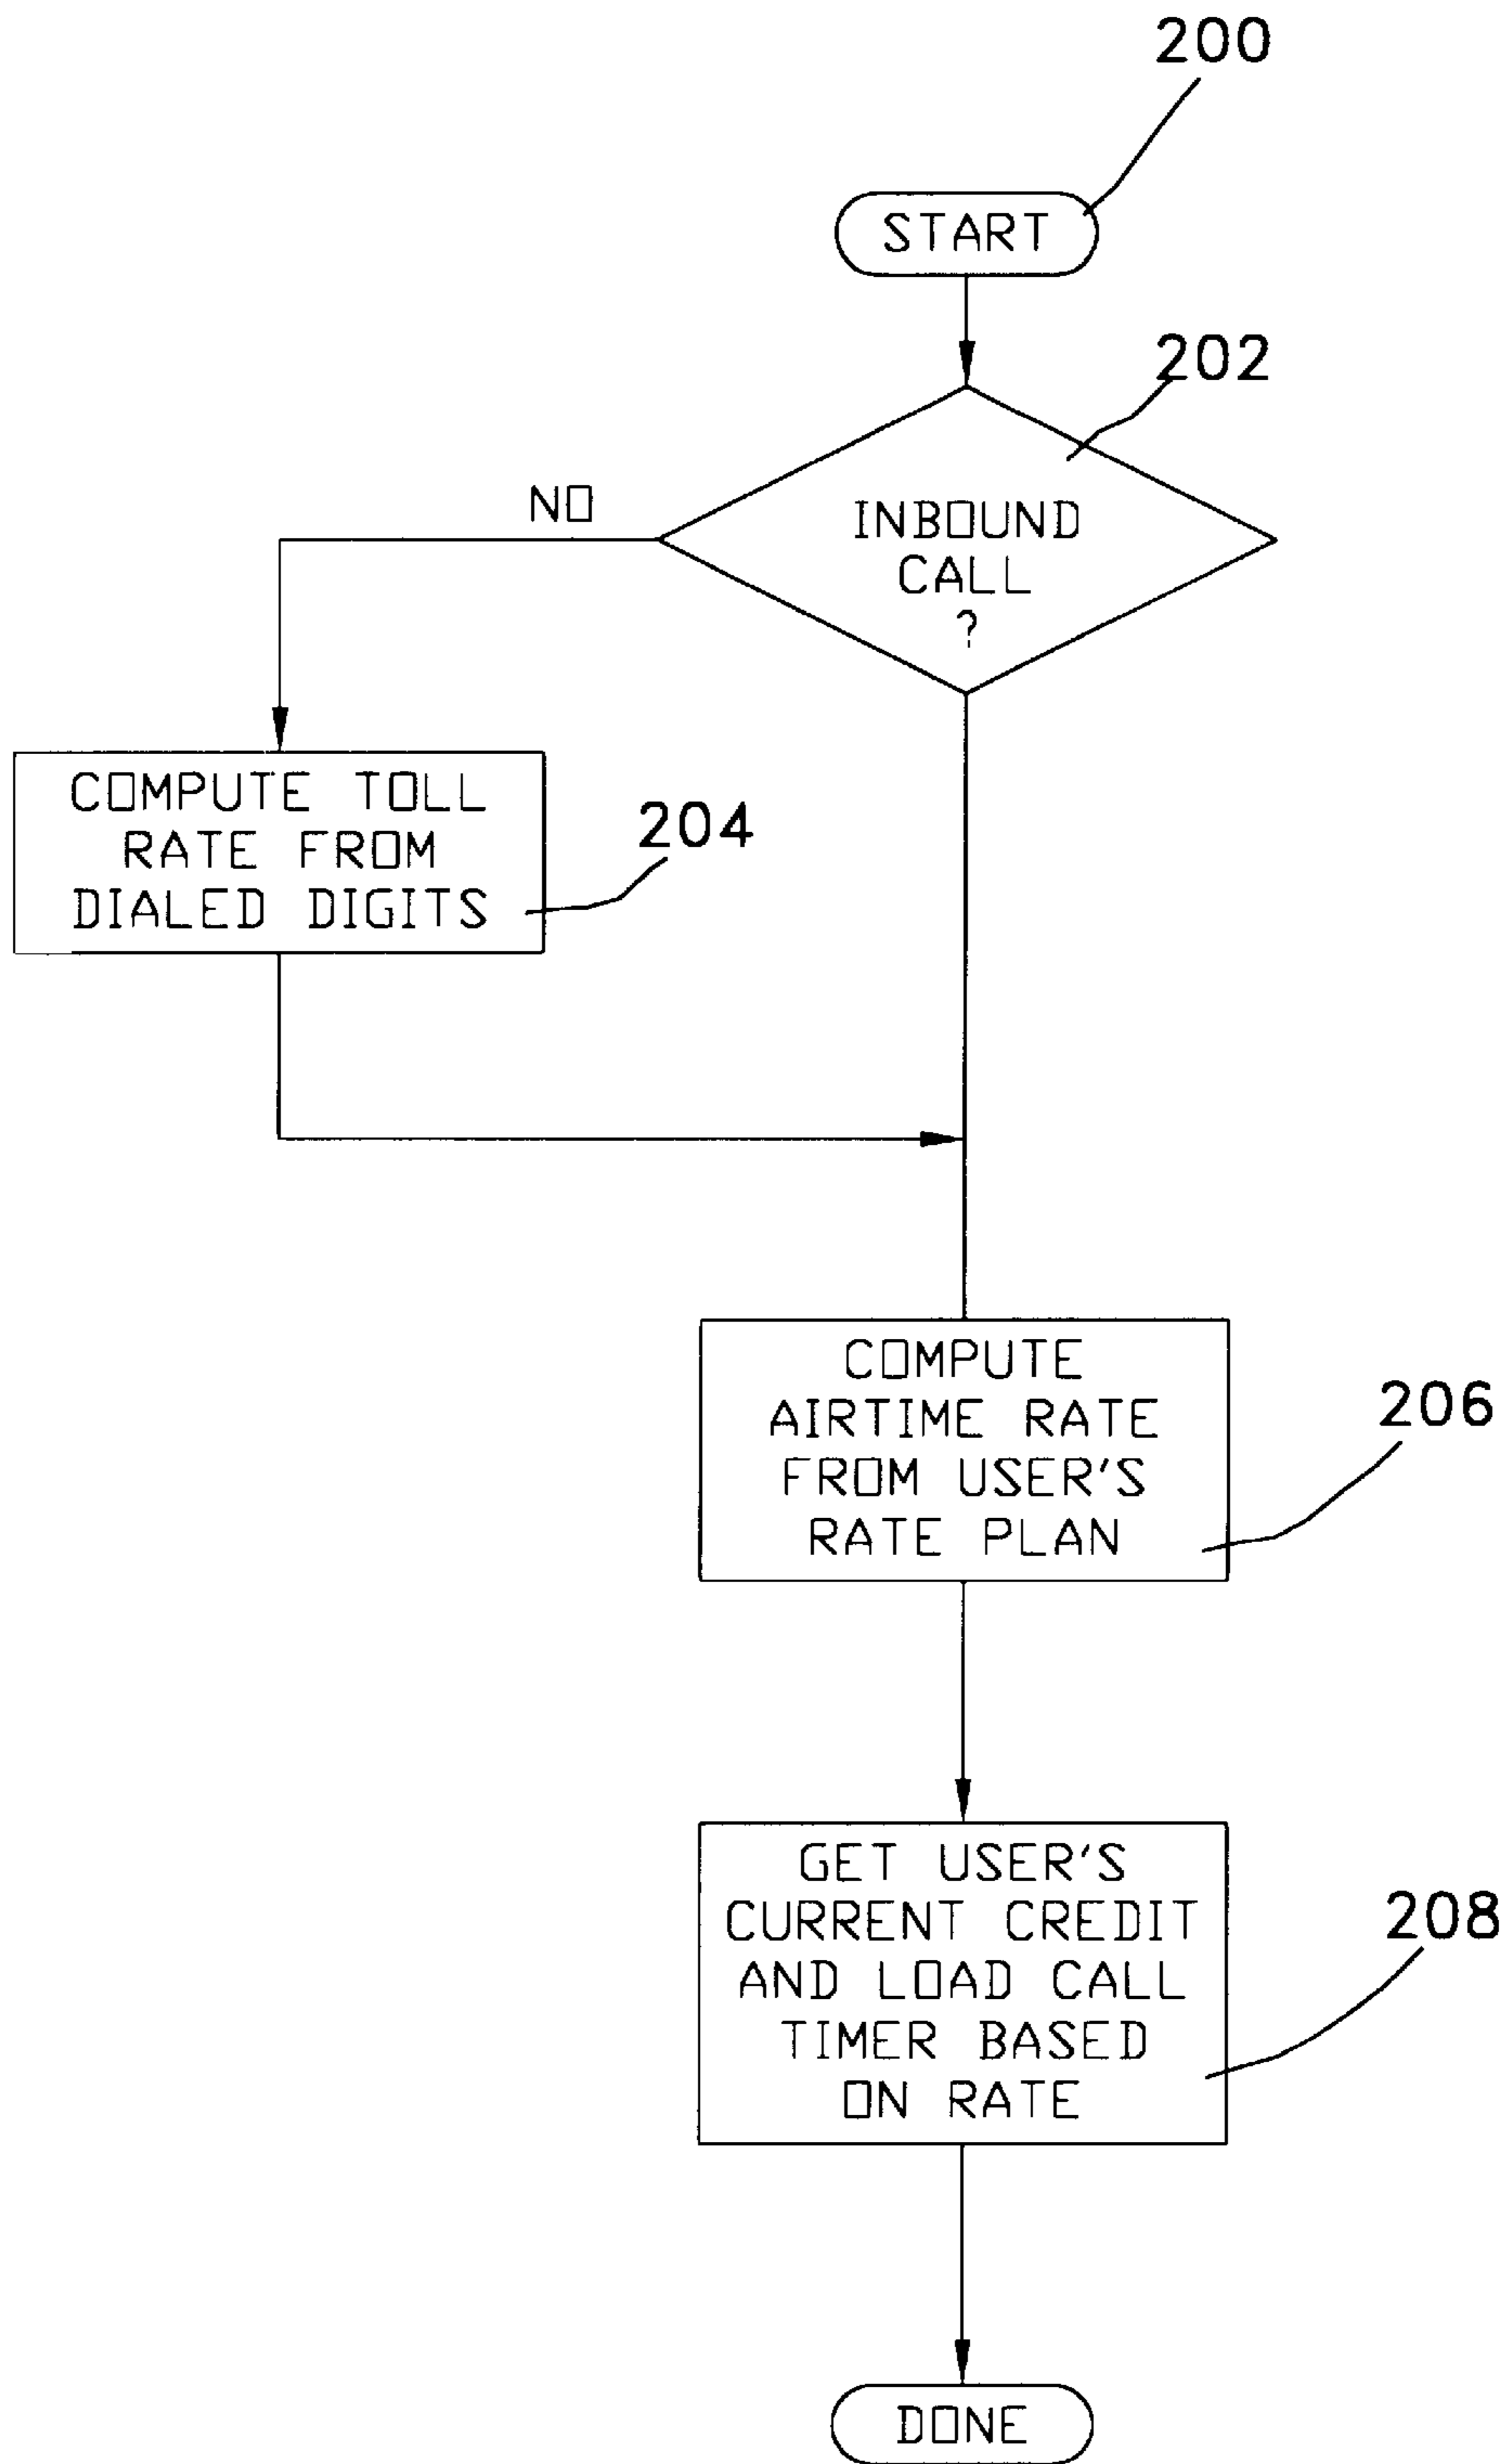 200
START
202
NO
INBOUND
CALL
?
COMPUTE TOLL
RATE FROM
DIALED DIGITS
204
COMPUTE
AIRTIME RATE
FROM USER'S
RATE PLAN
206
GET USER'S
CURRENT CREDIT
AND LOAD CALL
TIMER BASED
ON RATE
208
DONE